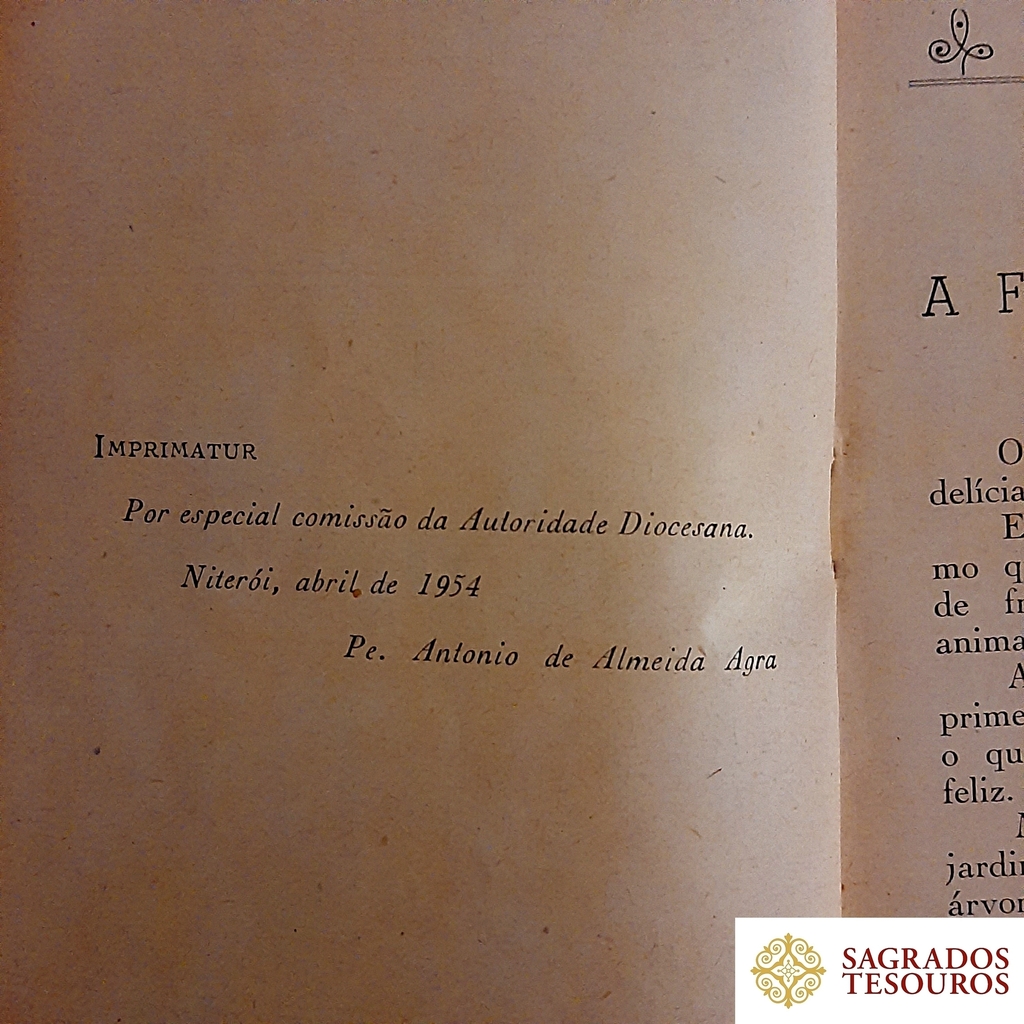 IMPRIMATUR
Por especial comissão da Autoridade Diocesana.
Niterói, abril de 1954
Pe. Antonio de Almeida Agra
A F
O
delícia
E
mo q
de fr
anima
A
prime
o qu
feliz.
jardi
árvor
SAGRADOS
TESOUROS